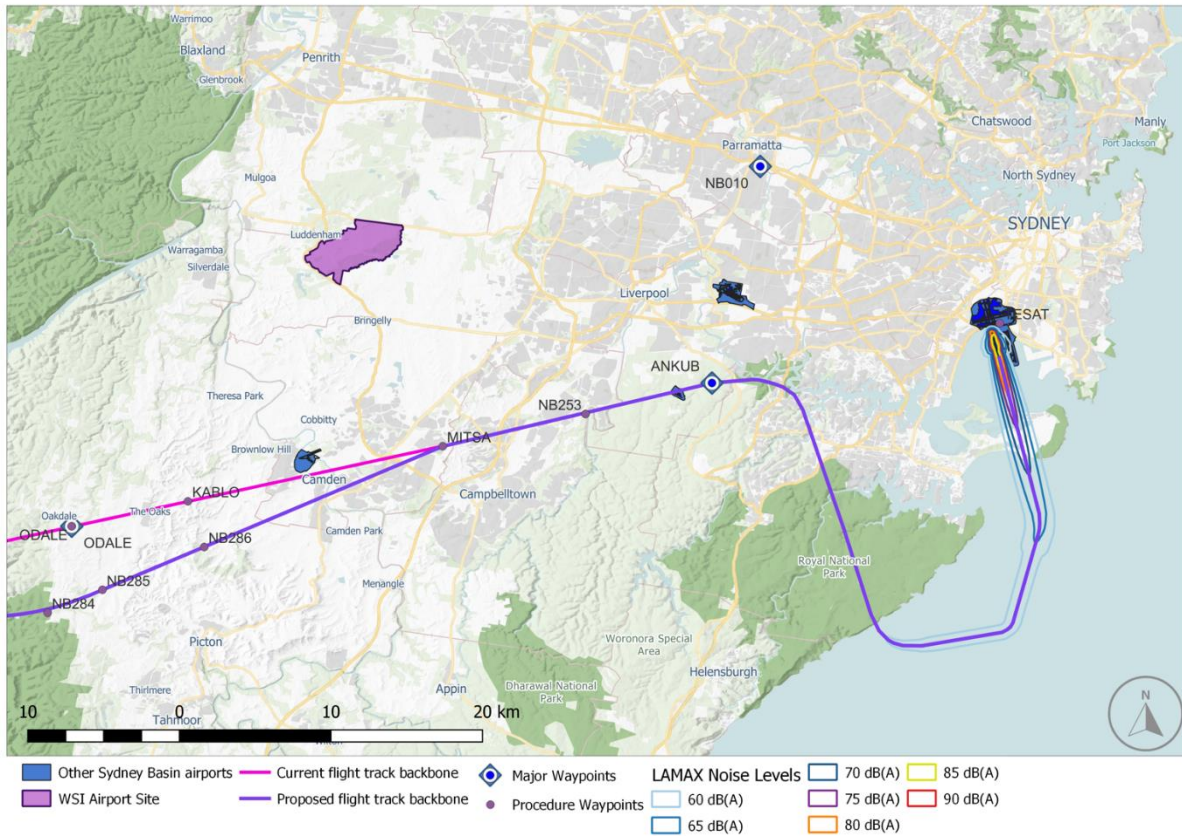 Warrimoo
Blaxland
Glenbrook
Penrith
Chatswood
Manly
Port Jackson
Parramatta
NB010
North Sydney
Mulgoa
SYDNEY
Luddenham
Warragamba
Silverdale
Liverpool
ESAT
Bringelly
ANKUB
Theresa Park
NB253
Cobbitty
Brownlow Hill
MITSA
Camden
Campbelltown
KABLO
Oakdale
The Oaks
ODALE
ODALE
Camden Park
NB286
Royal National
Park
NB285
Menangle
NB284
Picton
Woronora Special
Area
Helensburgh
Thirlmere
Appin
Dharawal National
Park
Tahmoor
10 0 10 20 km
N
Other Sydney Basin airports
WSI Airport Site
Current flight track backbone
Proposed flight track backbone
Major Waypoints
Procedure Waypoints
LAMAX Noise Levels
60 dB(A)
65 dB(A)
70 dB(A)
75 dB(A)
80 dB(A)
85 dB(A)
90 dB(A)